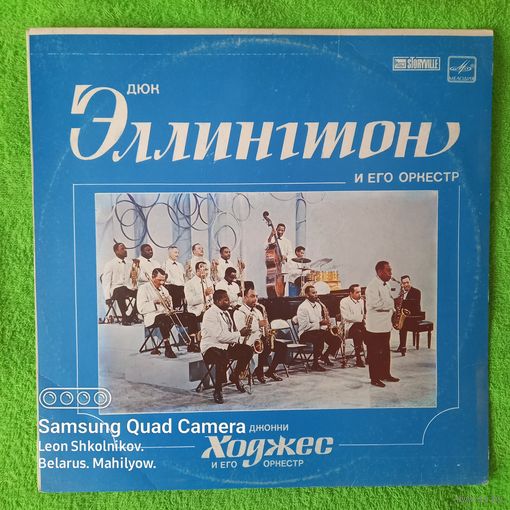 STORYVILLE
МЕЛОДИЯ
ДЮК
Эллингтон
И ЕГО ОРКЕСТР
Samsung Quad Camera
ДЖОННИ
Leon Shkolnikov.
Ходжес
Belarus. Mahilyow.
И ЕГО ОРКЕСТР